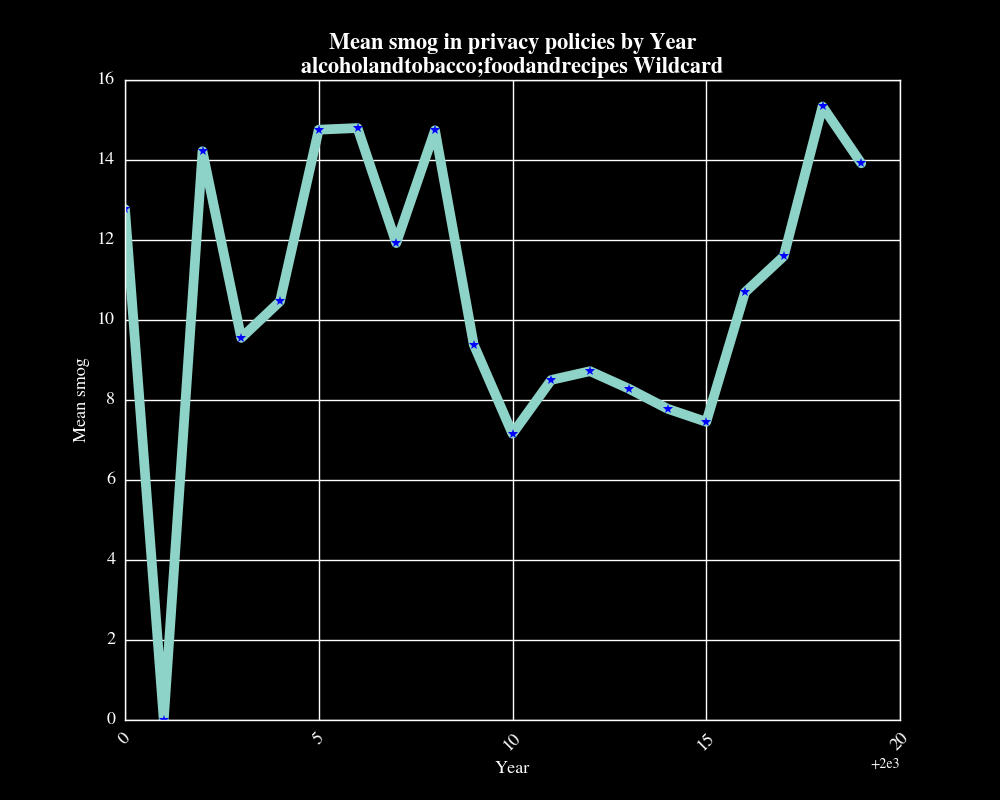 Mean smog in privacy policies by Year
alcoholandtobacco;foodandrecipes Wildcard
16
14
12
10
8
6
4
2
0
Mean smog
0 5 10 15 20
Year
+2e3